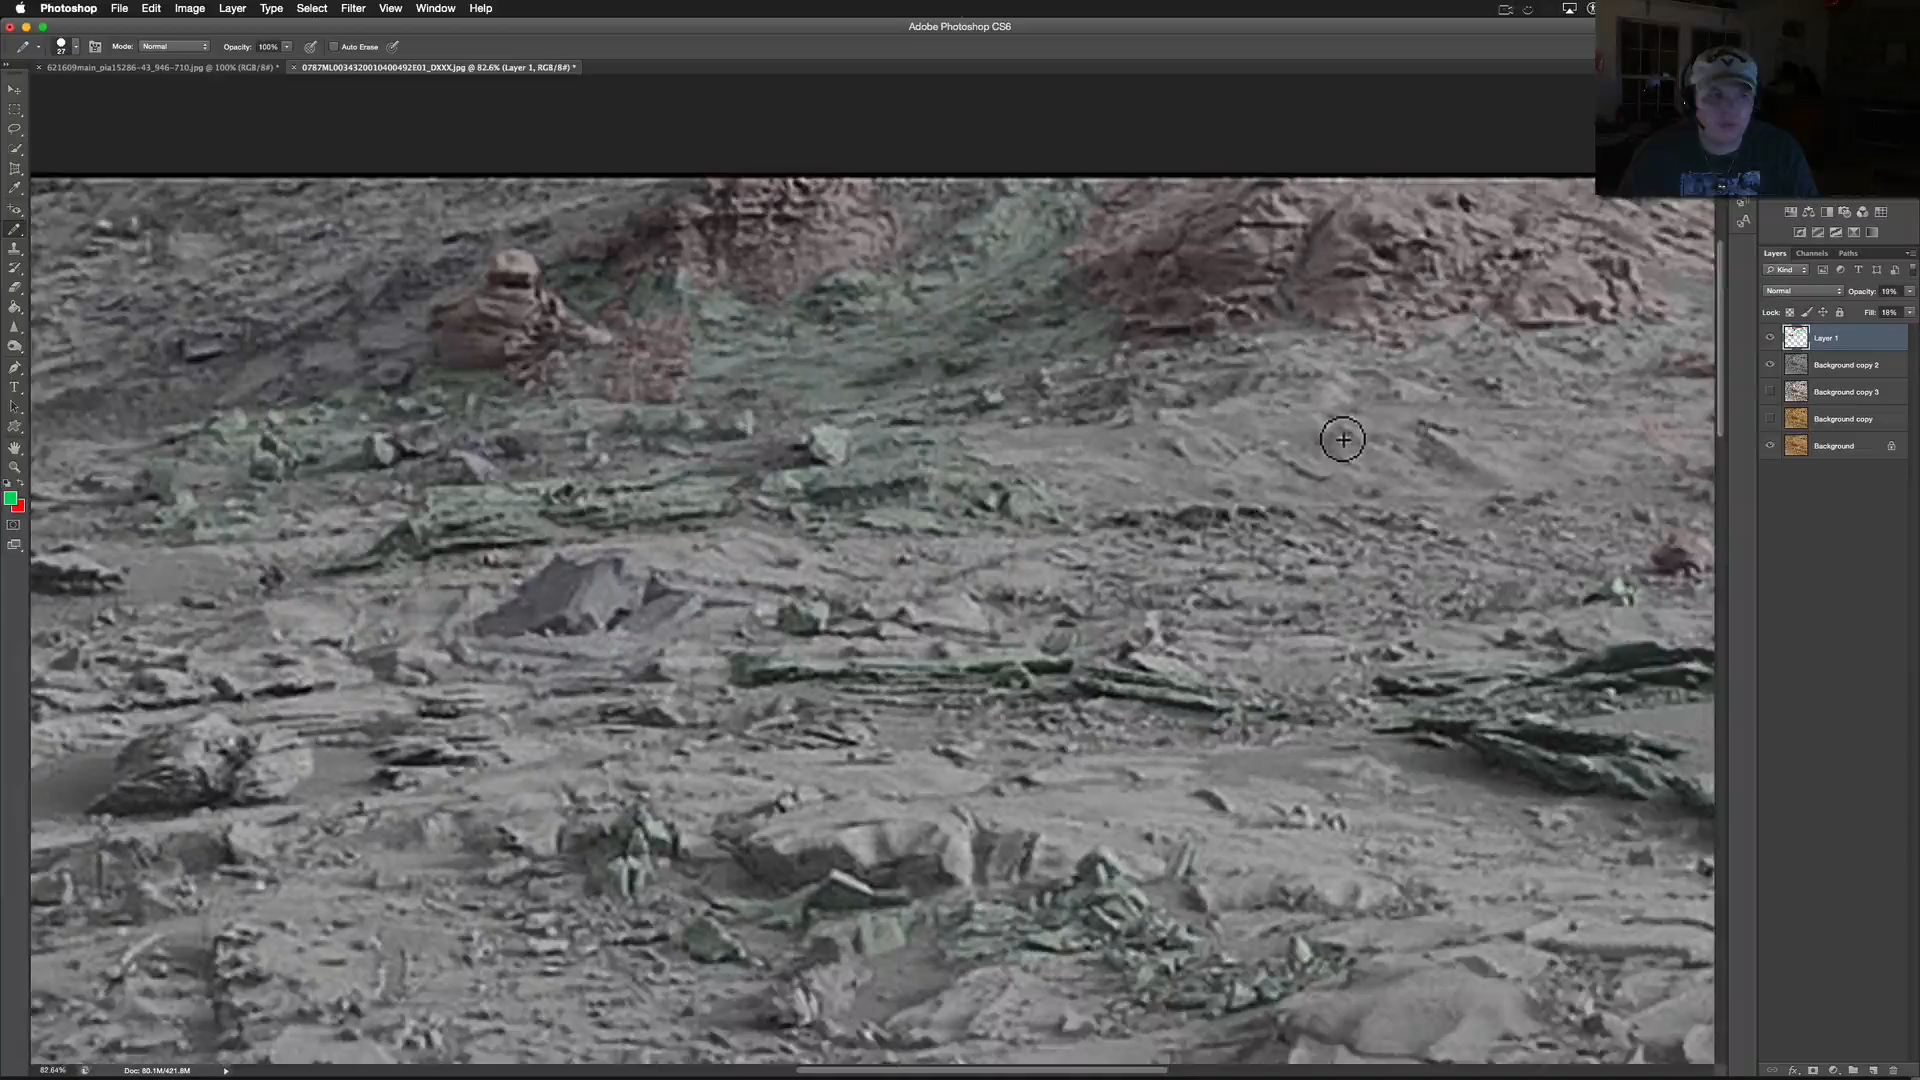 Photoshop File Edit Image Layer Type Select Filter View Window Help
Adobe Photoshop CS6
27 Mode: Normal Opacity: 100% Auto Erase
621609main_pia15286-43_946-710.jpg @ 100% (RGB/8#) *
0787ML0034320010400492E01_DXXX.jpg @ 82.6% (Layer 1, RGB/8#) *
Layers Channels Paths
Kind
Normal Opacity: 19%
Lock: Fill: 18%
Layer 1
Background copy 2
Background copy 3
Background copy
Background
82.64% Doc: 80.1M/421.8M